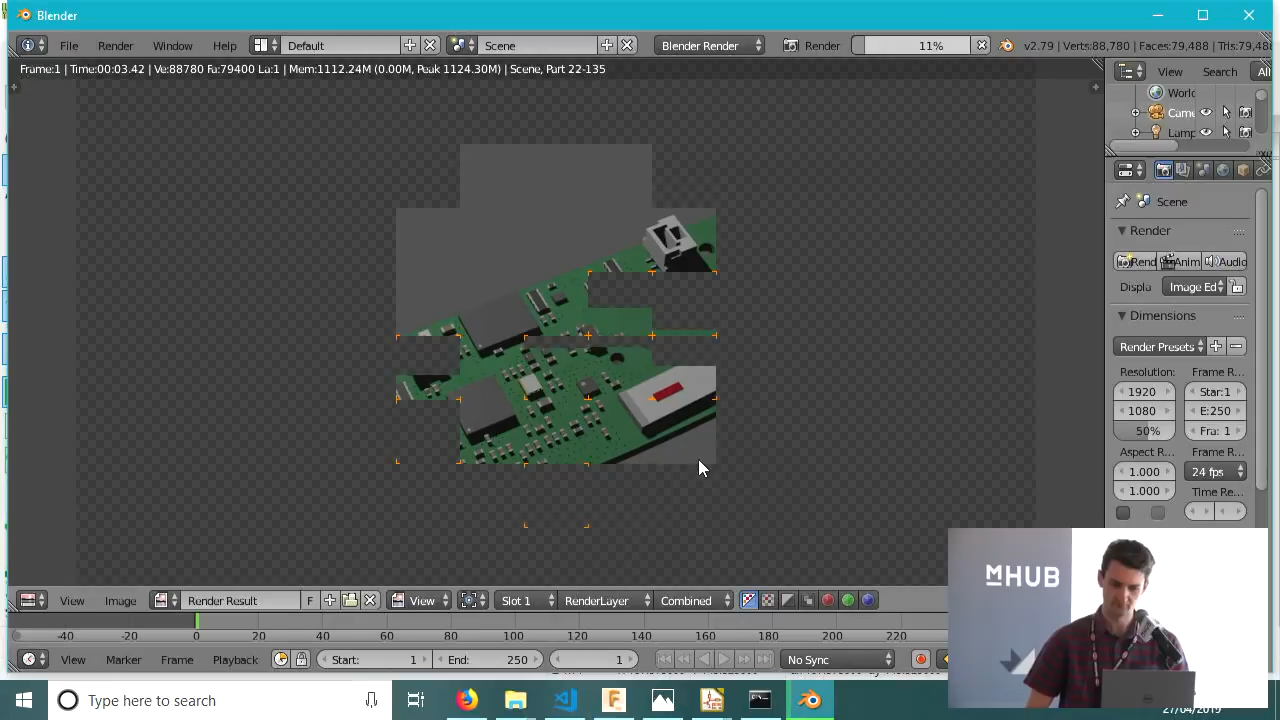 Blender
File Render Window Help Default Scene Blender Render Render 11% v2.79 | Verts:88,780 | Faces:79,488 | Tris:79,48
Frame:1 | Time:00:03.42 | Ve:88780 Fa:79400 La:1 | Mem:1112.24M (0.00M, Peak 1124.30M) | Scene, Part 22-135
View Search All
World
Came
Lamp
Scene
Render
Rend Anim Audio
Displa Image Ed
Dimensions
Render Presets
Resolution: Frame R...
1920 Star:1
1080 E:250
50% Fra: 1
Aspect R... Frame R...
1.000 24 fps
1.000 Time Re...
MHUB
View Image Render Result F View Slot 1 RenderLayer Combined
-40 -20 0 20 40 60 80 100 120 140 160 180 200 220
View Marker Frame Playback Start: 1 End: 250 1 No Sync
Type here to search
27/04/2019